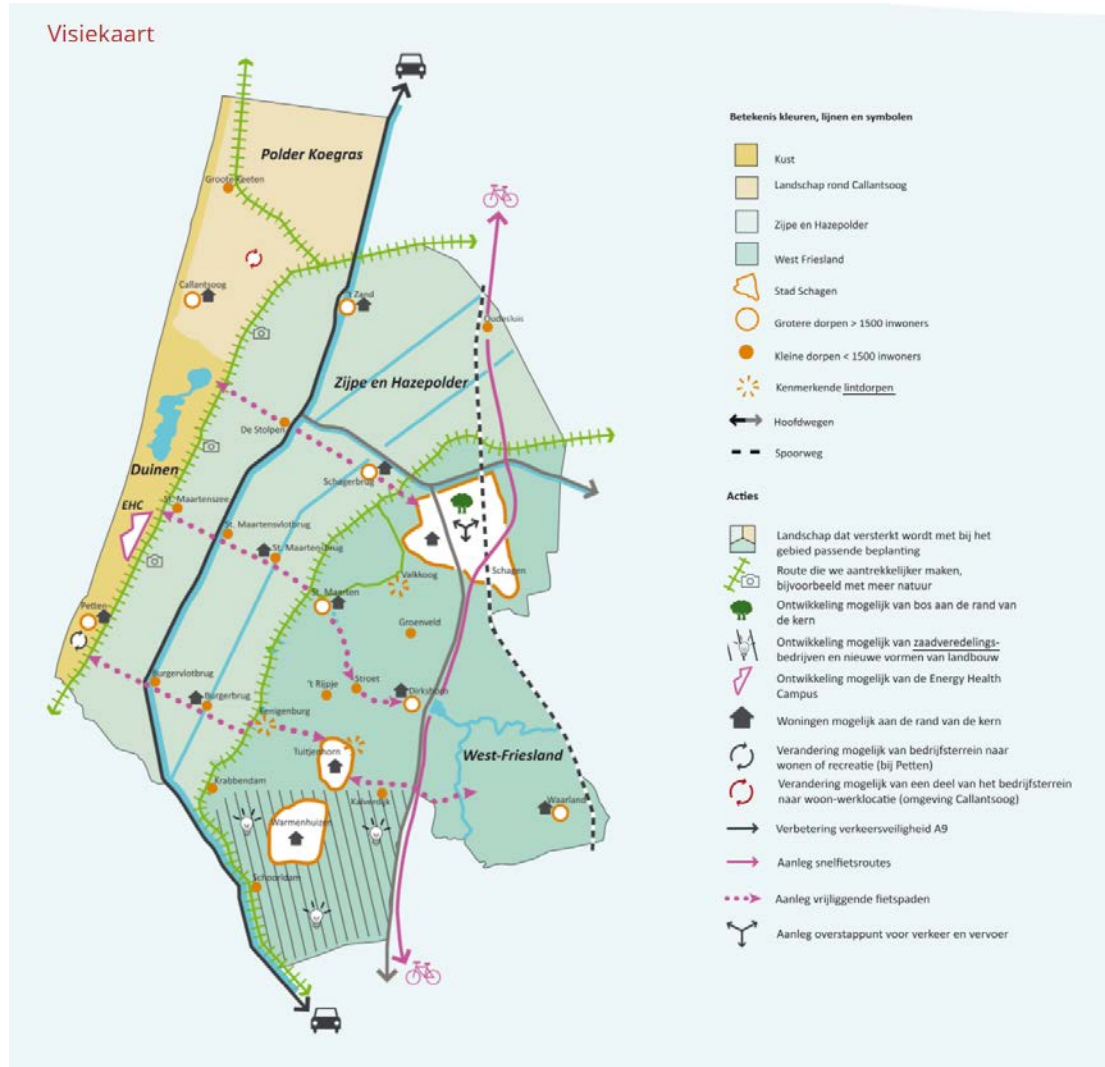 Visiekaart
Polder Koegras
Groote Keeten
Callantsoog
't Zand
Oudesluis
Zijpe en Hazepolder
De Stolpen
Duinen
Schagerbrug
EHC
St. Maartenszee
St. Maartensvlotbrug
St. Maartensbrug
Schagen
Valkkoog
St. Maarten
Petten
Groenveld
Burgervlotbrug
't Rijpje
Stroet
Dirkshorn
Burgerbrug
Eenigenburg
Tuitjenhorn
West-Friesland
Krabbendam
Kalverdijk
Waarland
Warmenhuizen
Schoorldam
Betekenis kleuren, lijnen en symbolen
Kust
Landschap rond Callantsoog
Zijpe en Hazepolder
West Friesland
Stad Schagen
Grotere dorpen > 1500 inwoners
Kleine dorpen < 1500 inwoners
Kenmerkende lintdorpen
Hoofdwegen
Spoorweg
Acties
Landschap dat versterkt wordt met bij het
gebied passende beplanting
Route die we aantrekkelijker maken,
bijvoorbeeld met meer natuur
Ontwikkeling mogelijk van bos aan de rand van
de kern
Ontwikkeling mogelijk van zaadveredelings-
bedrijven en nieuwe vormen van landbouw
Ontwikkeling mogelijk van de Energy Health
Campus
Woningen mogelijk aan de rand van de kern
Verandering mogelijk van bedrijfsterrein naar
wonen of recreatie (bij Petten)
Verandering mogelijk van een deel van het bedrijfsterrein
naar woon-werklocatie (omgeving Callantsoog)
Verbetering verkeersveiligheid A9
Aanleg snelfietsroutes
Aanleg vrijliggende fietspaden
Aanleg overstappunt voor verkeer en vervoer